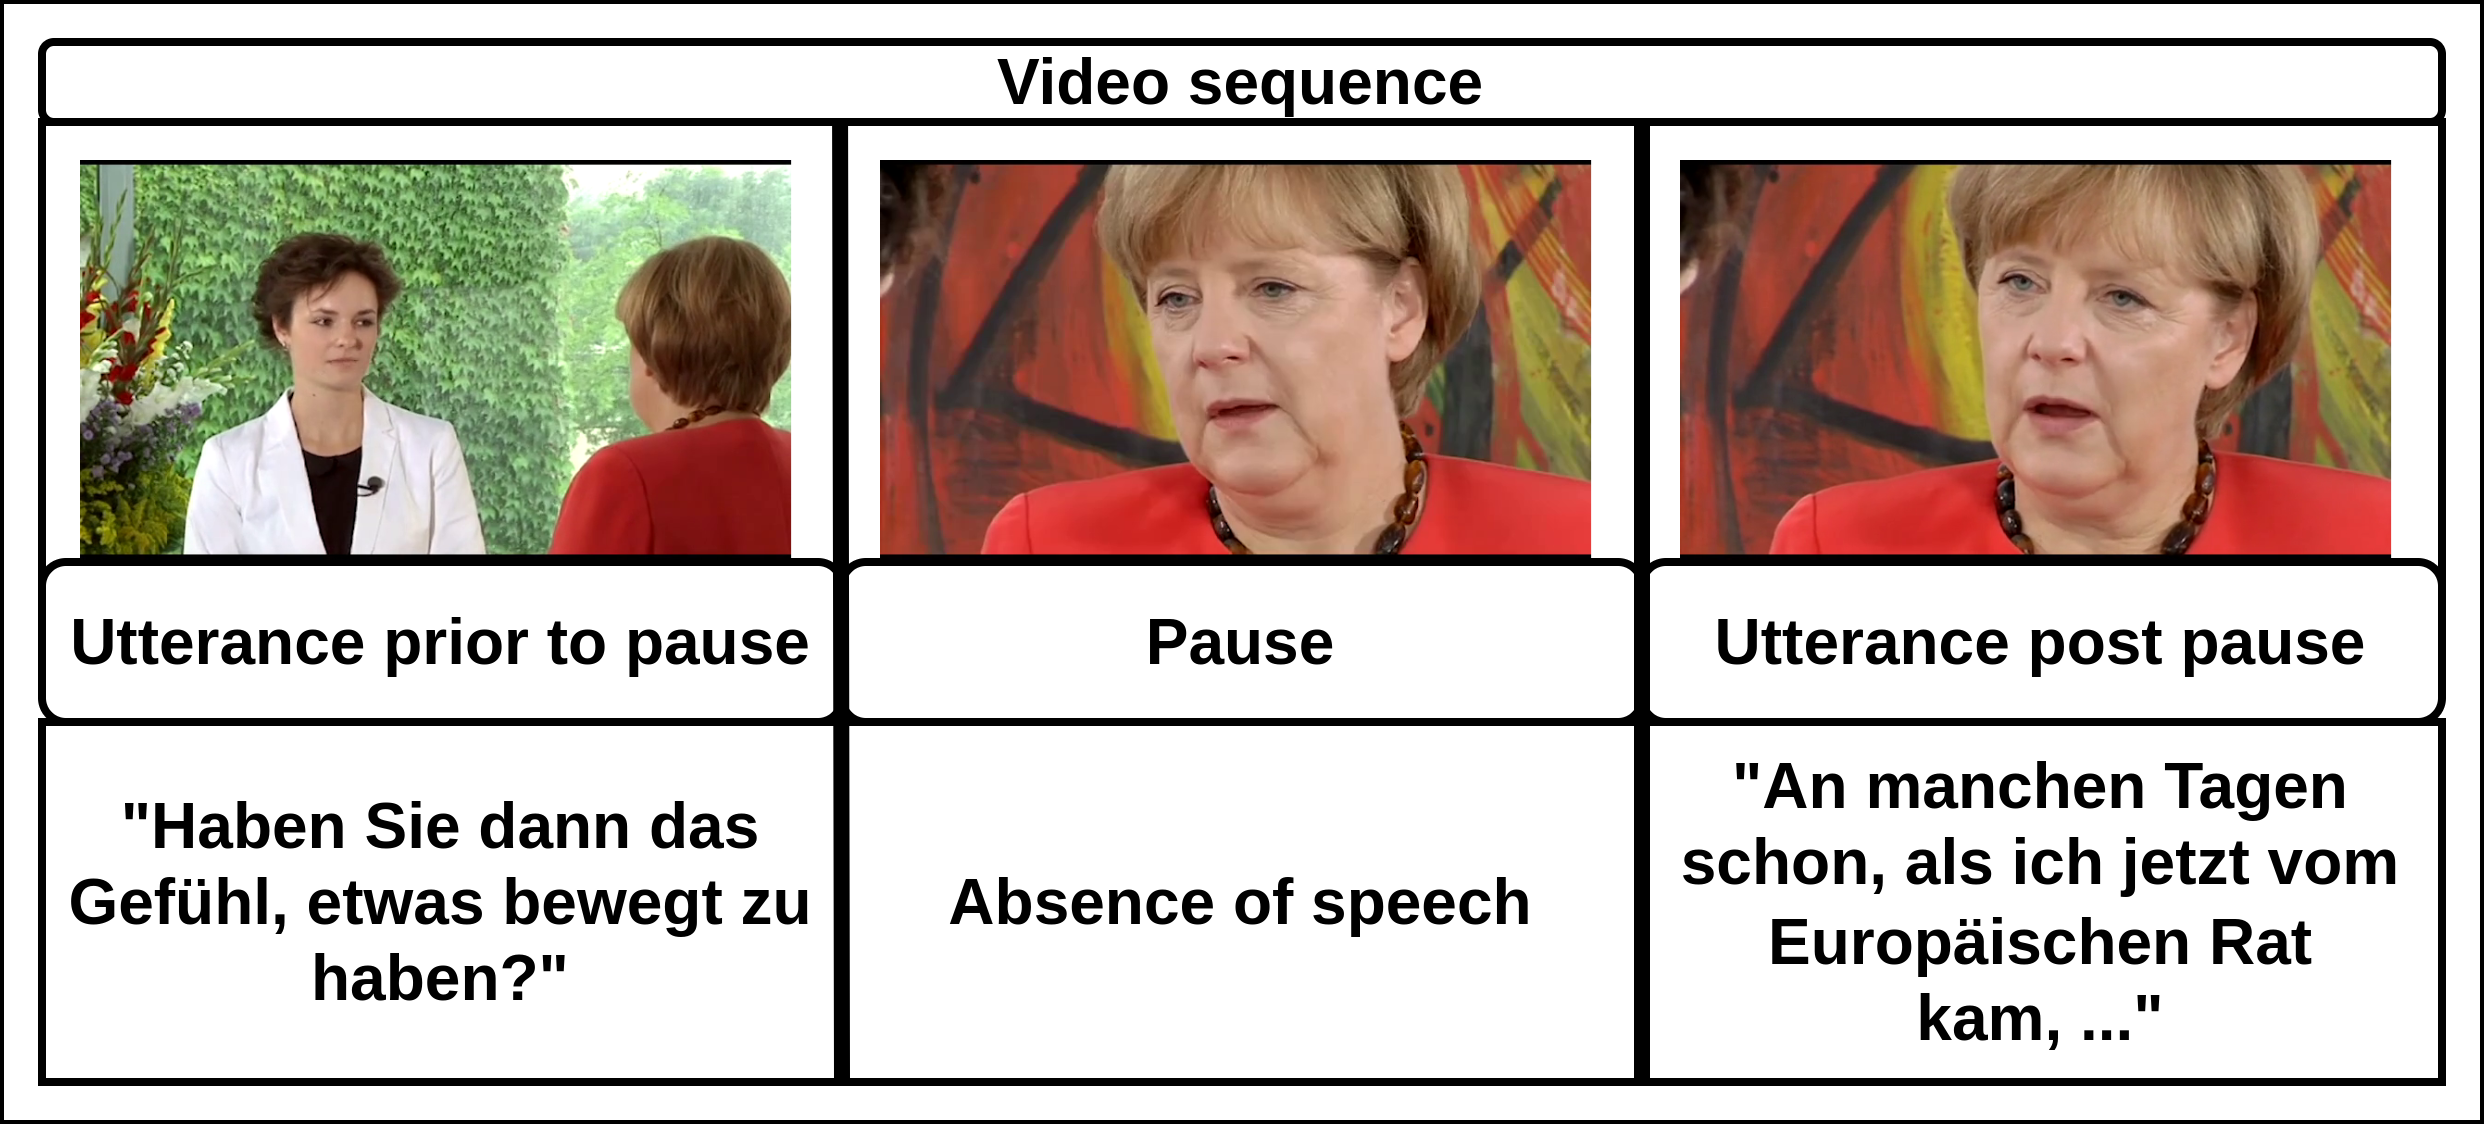 Video sequence
Utterance prior to pause
Pause
Utterance post pause
"Haben Sie dann das
Gefühl, etwas bewegt zu
haben?"
Absence of speech
"An manchen Tagen
schon, als ich jetzt vom
Europäischen Rat
kam, ..."